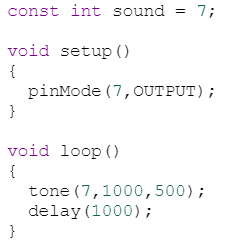 const int sound = 7;

void setup()
{
  pinMode(7,OUTPUT);
}

void loop()
{
  tone(7,1000,500);
  delay(1000);
}